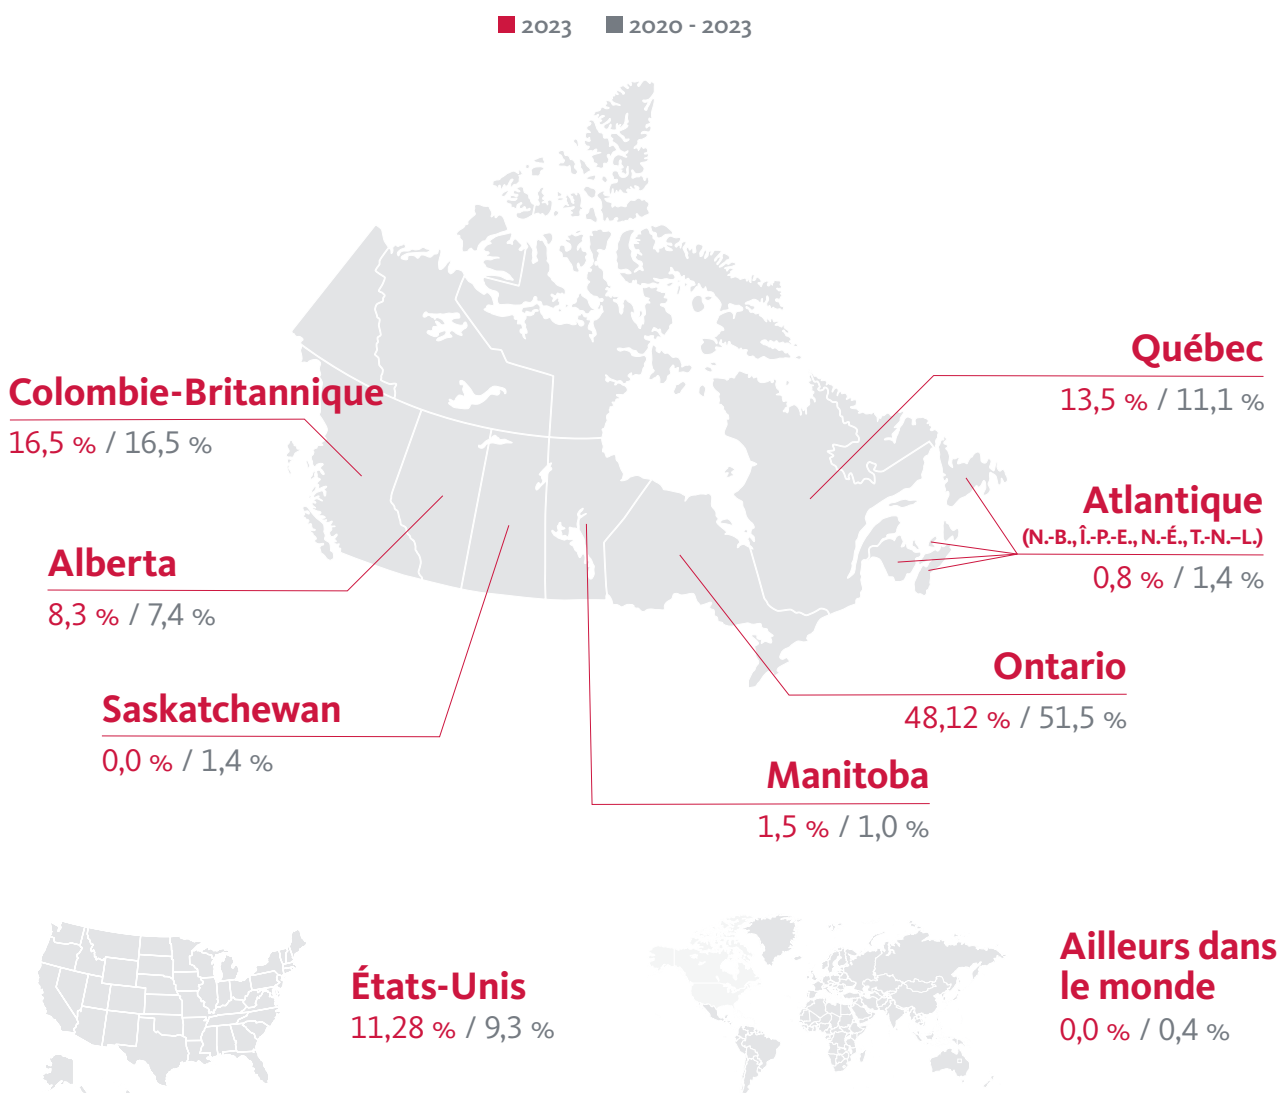 2023 2020 - 2023
Québec
13,5 % / 11,1 %
Colombie-Britannique
16,5 % / 16,5 %
Atlantique
(N.-B., Î.-P.-E., N.-É., T.-N.–L.)
0,8 % / 1,4 %
Alberta
8,3 % / 7,4 %
Ontario
48,12 % / 51,5 %
Saskatchewan
0,0 % / 1,4 %
Manitoba
1,5 % / 1,0 %
États-Unis
11,28 % / 9,3 %
Ailleurs dans
le monde
0,0 % / 0,4 %